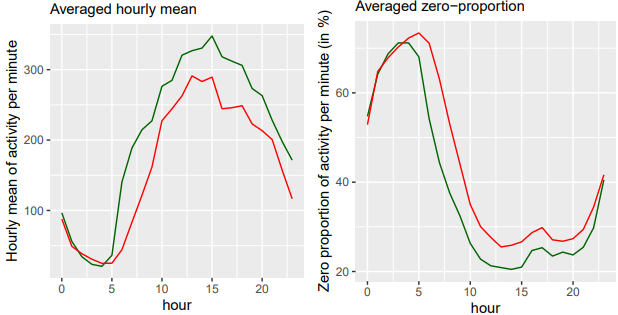 Averaged hourly mean
Hourly mean of activity per minute
300
200
100
0
5
10
15
20
hour
Averaged zero−proportion
Zero proportion of activity per minute (in %)
60
40
20
0
5
10
15
20
hour